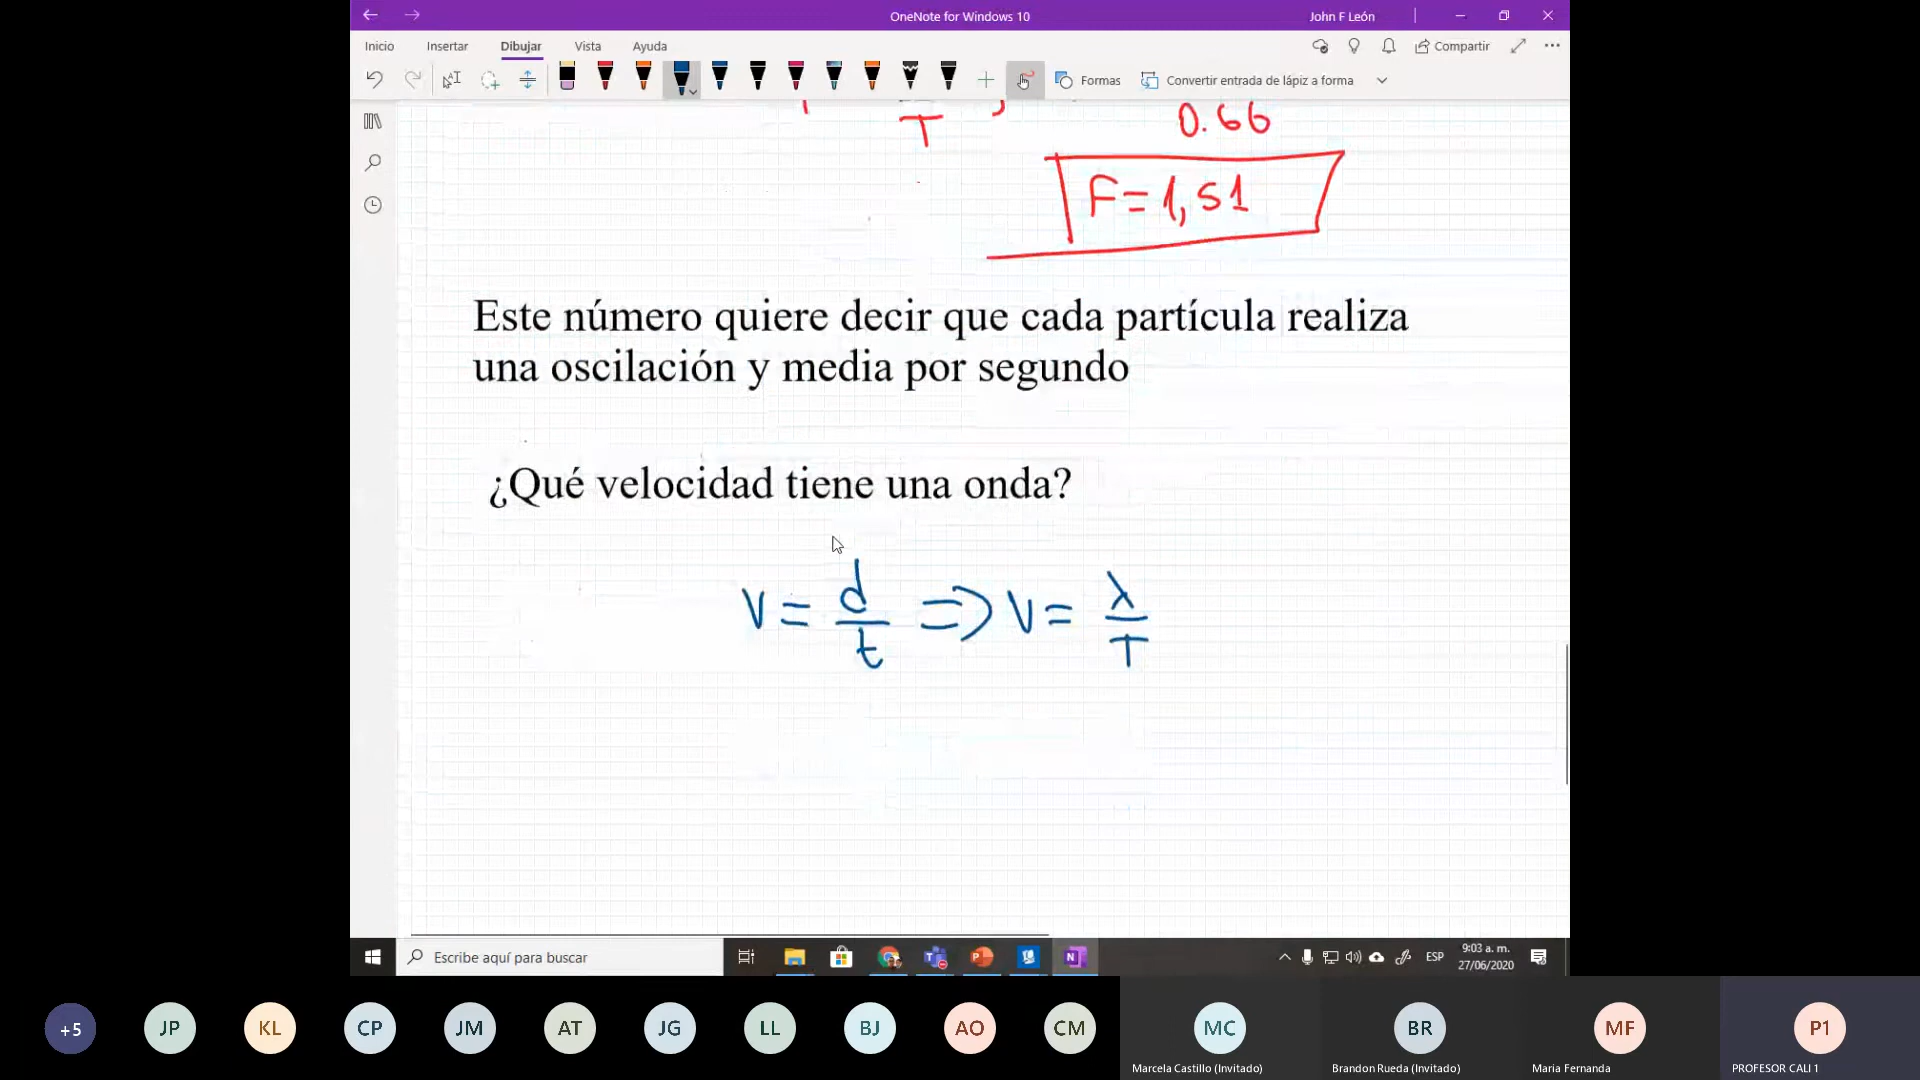 OneNote for Windows 10
John F León
Inicio Insertar Dibujar Vista Ayuda
Compartir
Formas
Convertir entrada de lápiz a forma
T
0.66
F = 1,51
Este número quiere decir que cada partícula realiza
una oscilación y media por segundo
¿Qué velocidad tiene una onda?
V = d/t => V = λ/T
Escribe aquí para buscar
ESP
9:03 a. m.
27/06/2020
+5 JP KL CP JM AT JG LL BJ AO CM MC BR MF P1
Marcela Castillo (Invitado) Brandon Rueda (Invitado) Maria Fernanda PROFESOR CALI 1